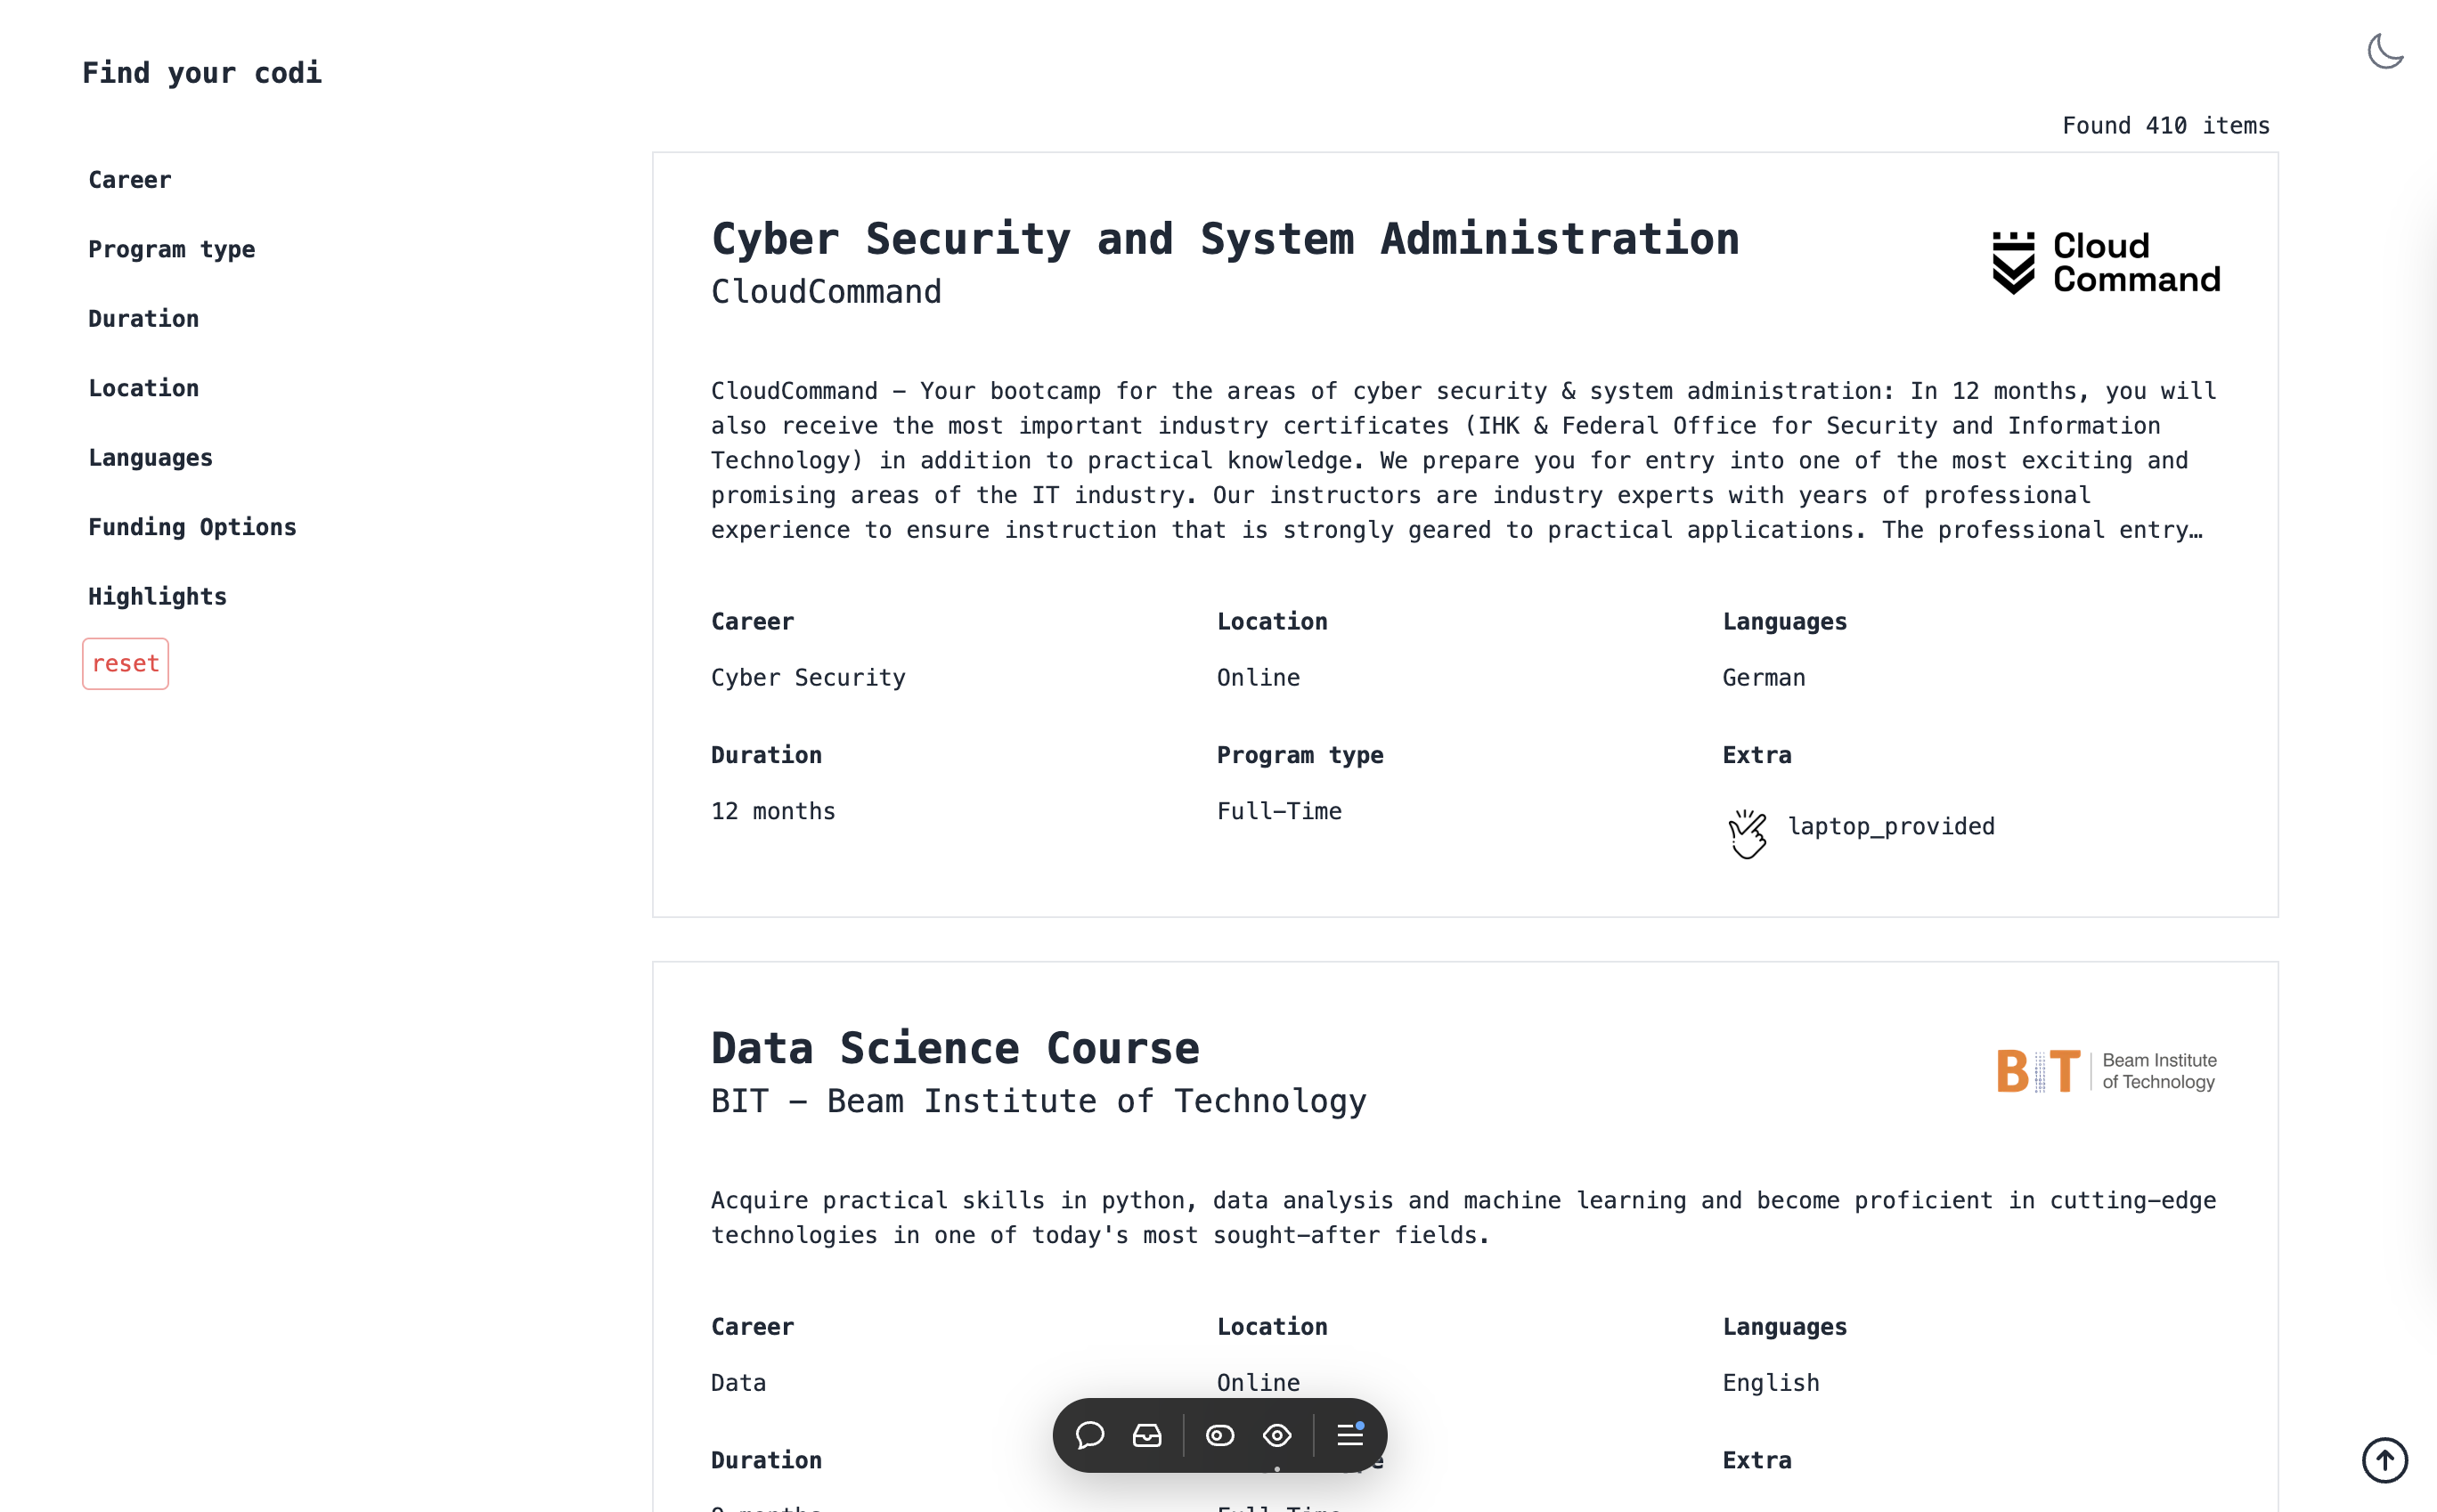 Find your codi
Found 410 items
Career
Program type
Duration
Location
Languages
Funding Options
Highlights
reset
Cyber Security and System Administration
CloudCommand
Cloud
Command
CloudCommand – Your bootcamp for the areas of cyber security & system administration: In 12 months, you will
also receive the most important industry certificates (IHK & Federal Office for Security and Information
Technology) in addition to practical knowledge. We prepare you for entry into one of the most exciting and
promising areas of the IT industry. Our instructors are industry experts with years of professional
experience to ensure instruction that is strongly geared to practical applications. The professional entry…
Career
Location
Languages
Cyber Security
Online
German
Duration
Program type
Extra
12 months
Full-Time
laptop_provided
Data Science Course
BIT – Beam Institute of Technology
BIT
Beam Institute
of Technology
Acquire practical skills in python, data analysis and machine learning and become proficient in cutting-edge
technologies in one of today's most sought-after fields.
Career
Location
Languages
Data
Online
English
Duration
Extra